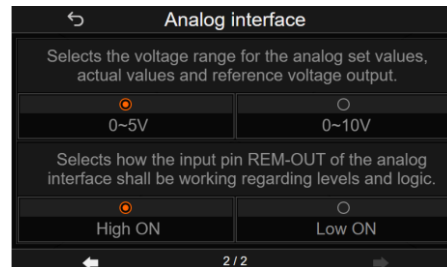 Analog interface
Selects the voltage range for the analog set values,
actual values and reference voltage output.
0~5V
0~10V
Selects how the input pin REM-OUT of the analog
interface shall be working regarding levels and logic.
High ON
Low ON
2 / 2